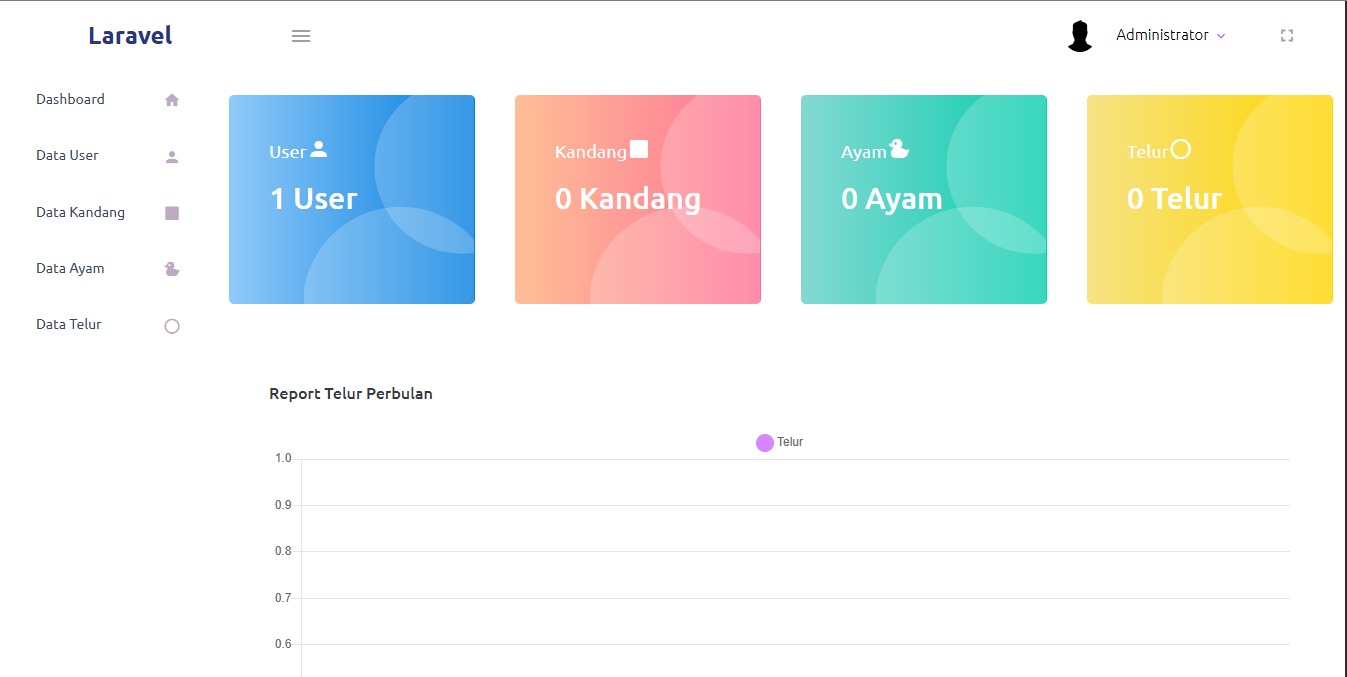 Laravel
Administrator
Dashboard
Data User
Data Kandang
Data Ayam
Data Telur
User
1 User
Kandang
0 Kandang
Ayam
0 Ayam
Telur
0 Telur
Report Telur Perbulan
Telur
1.0
0.9
0.8
0.7
0.6